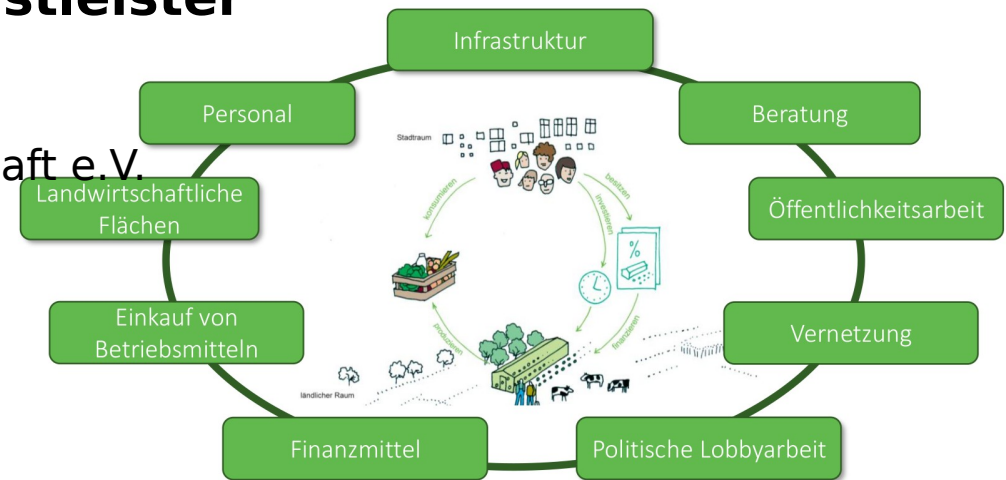 Infrastruktur
Personal
Beratung
Stadtraum
aft e.V.
Landwirtschaftliche
Flächen
konsumieren
besitzen
investieren
Öffentlichkeitsarbeit
%
Einkauf von
Betriebsmitteln
produzieren
finanzieren
Vernetzung
ländlicher Raum
Finanzmittel
Politische Lobbyarbeit